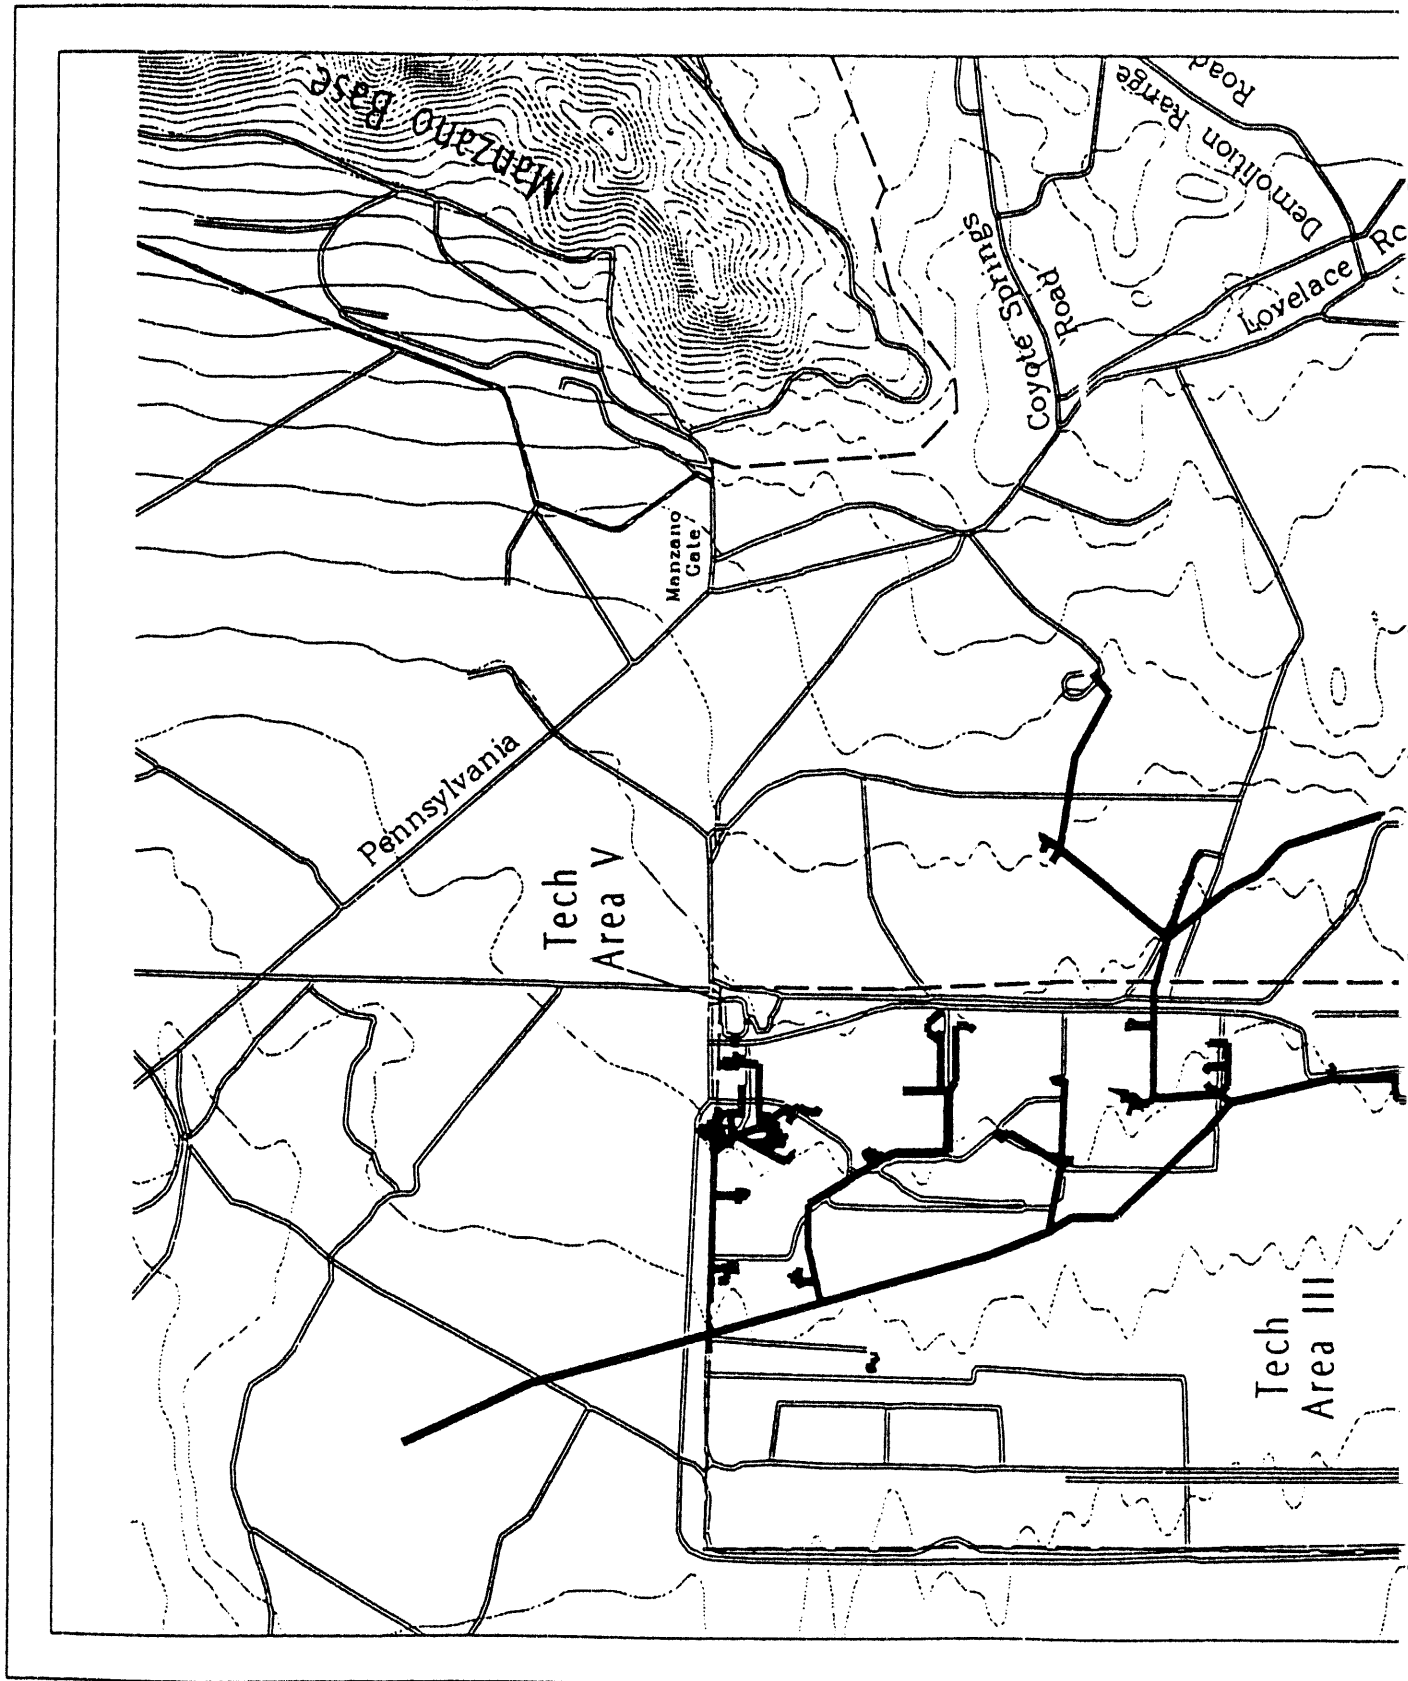 Manzano Base
Demolition Range
Road
Coyote Springs
Road
Lovelace
Manzano
Gate
Pennsylvania
Tech
Area V
Tech
Area III